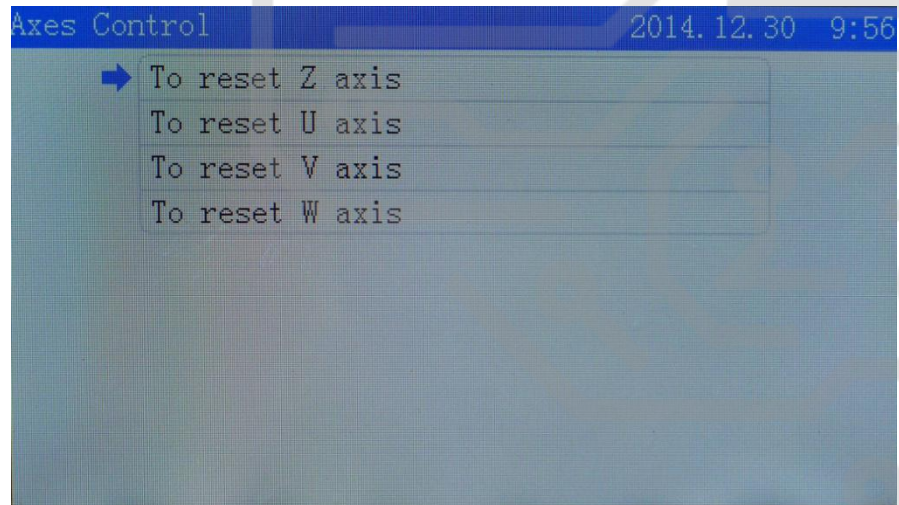 Axes Control 2014.12.30 9:56
To reset Z axis
To reset U axis
To reset V axis
To reset W axis